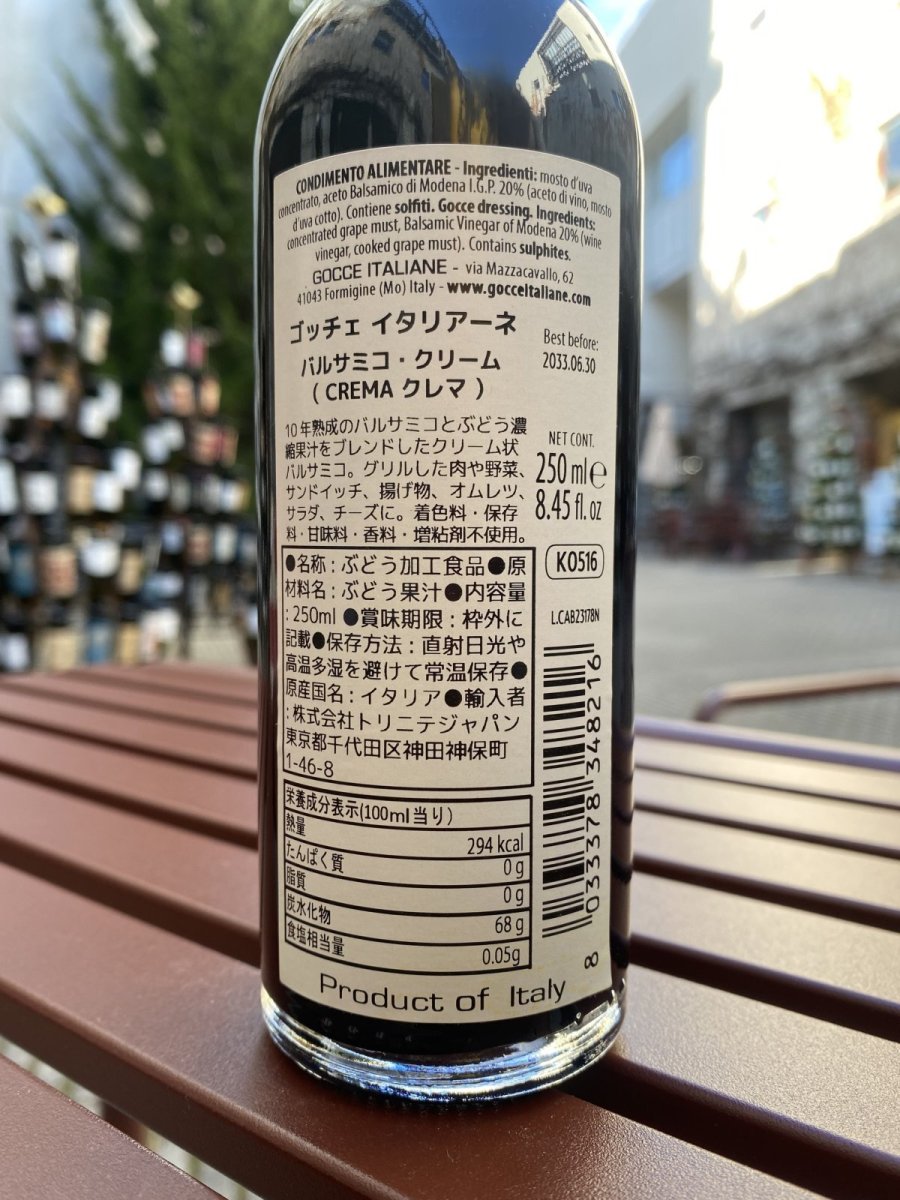 CONDIMENTO ALIMENTARE - Ingredienti: mosto d'uva
concentrato, aceto Balsamico di Modena I.G.P. 20% (aceto di vino, mosto
d'uva cotto). Contiene solfiti. Gocce dressing. Ingredients:
concentrated grape must, Balsamic Vinegar of Modena 20% (wine
vinegar, cooked grape must). Contains sulphites.
GOCCE ITALIANE - via Mazzacavallo, 62
41043 Formigine (Mo) Italy - www.gocceitaliane.com
ゴッチェ イタリアーネ
バルサミコ・クリーム
( CREMA クレマ )
10年熟成のバルサミコとぶどう濃
縮果汁をブレンドしたクリーム状
バルサミコ。グリルした肉や野菜、
サンドイッチ、揚げ物、オムレツ、
サラダ、チーズに。着色料・保存
料・甘味料・香料・増粘剤不使用。
Best before:
2033.06.30
NET CONT.
250 ml ℮
8.45 fl. oz
K0516
L.CAB23178N
●名称：ぶどう加工食品●原
材料名：ぶどう果汁●内容量
：250ml ●賞味期限：枠外に
記載●保存方法：直射日光や
高温多湿を避けて常温保存●
原産国名：イタリア●輸入者
：株式会社トリニテジャパン
東京都千代田区神田神保町
1-46-8
栄養成分表示(100ml当り)
熱量 294 kcal
たんぱく質 0 g
脂質 0 g
炭水化物 68 g
食塩相当量 0.05g
8 033378 348216
Product of Italy